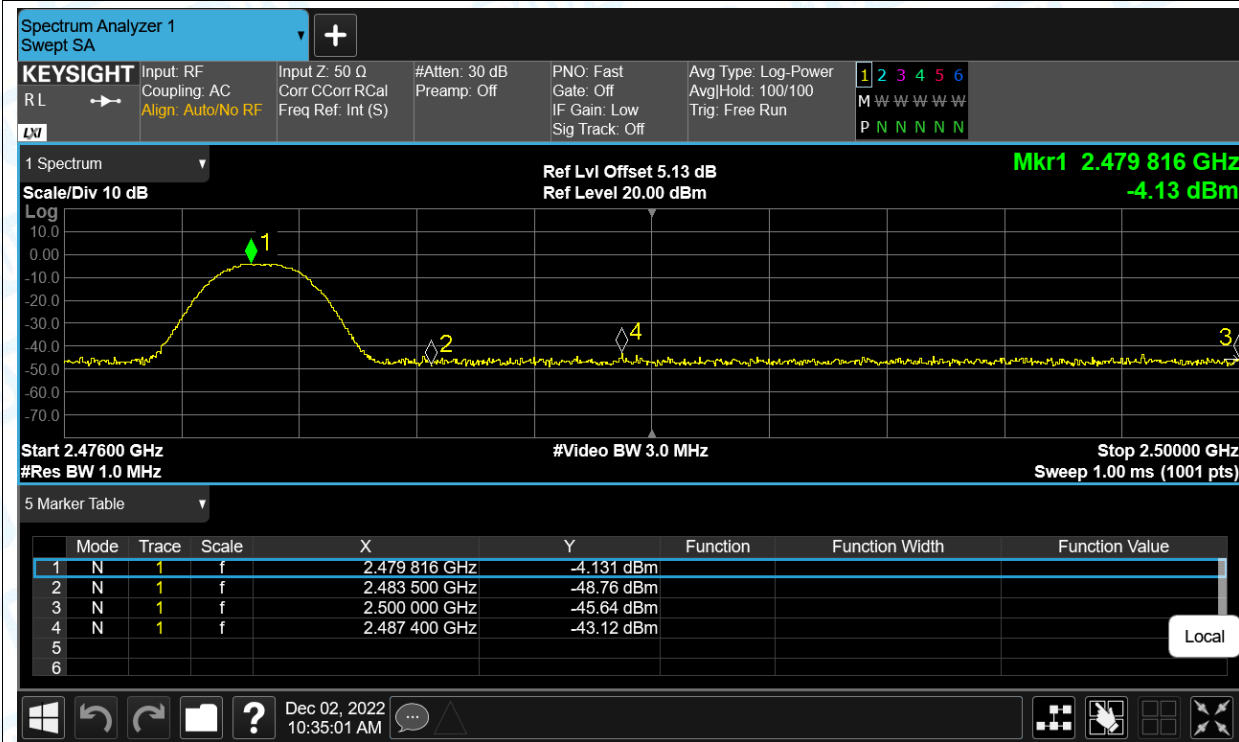 Spectrum Analyzer 1
Swept SA
+
KEYSIGHT Input: RF Input Z: 50 Ω #Atten: 30 dB PNO: Fast Avg Type: Log-Power 1 2 3 4 5 6
R L Coupling: AC Corr CCorr RCal Preamp: Off Gate: Off Avg|Hold: 100/100 M W W W W W W
Align: Auto/No RF Freq Ref: Int (S) IF Gain: Low Trig: Free Run
LXI Sig Track: Off P N N N N N
1 Spectrum
Ref Lvl Offset 5.13 dB Mkr1 2.479 816 GHz
Scale/Div 10 dB Ref Level 20.00 dBm -4.13 dBm
Log
10.0
0.00 1
-10.0
-20.0
-30.0
-40.0 2 4 3
-50.0
-60.0
-70.0
Start 2.47600 GHz #Video BW 3.0 MHz Stop 2.50000 GHz
#Res BW 1.0 MHz Sweep 1.00 ms (1001 pts)
5 Marker Table
Mode Trace Scale X Y Function Function Width Function Value
1 N 1 f 2.479 816 GHz -4.131 dBm
2 N 1 f 2.483 500 GHz -48.76 dBm
3 N 1 f 2.500 000 GHz -45.64 dBm
4 N 1 f 2.487 400 GHz -43.12 dBm
5
6
Local
? Dec 02, 2022
10:35:01 AM